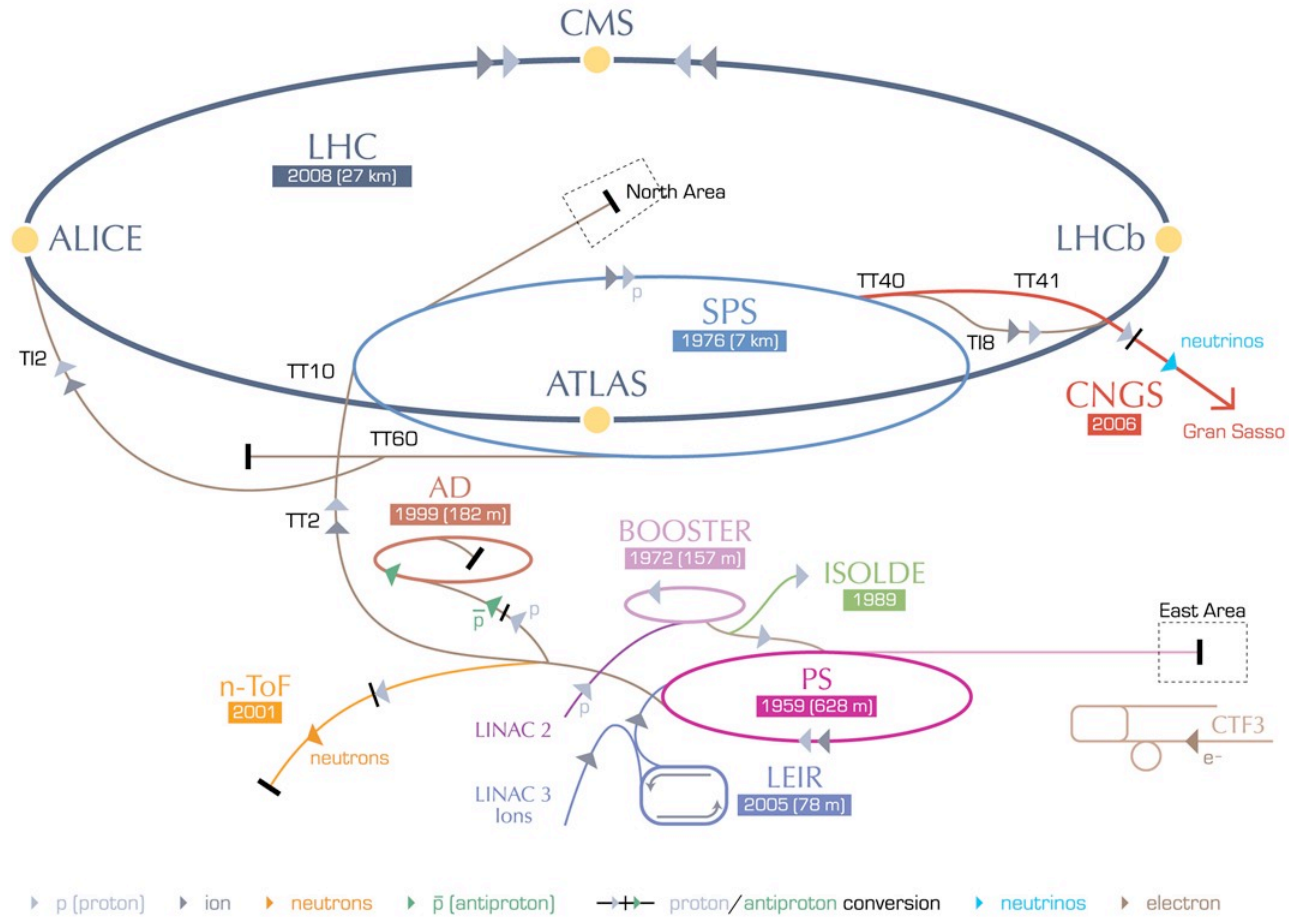 CMS
LHC
2008 (27 km)
North Area
ALICE
LHCb
TT40
TT41
p
SPS
1976 (7 km)
TI8
neutrinos
TI2
TT10
ATLAS
CNGS
2006
Gran Sasso
TT60
AD
1999 (182 m)
TT2
BOOSTER
1972 (157 m)
ISOLDE
1989
East Area
p̄
p
n-ToF
2001
PS
1959 (628 m)
p
LINAC 2
CTF3
neutrons
e-
LEIR
2005 (78 m)
LINAC 3
Ions
p (proton)
ion
neutrons
p̄ (antiproton)
proton/antiproton conversion
neutrinos
electron